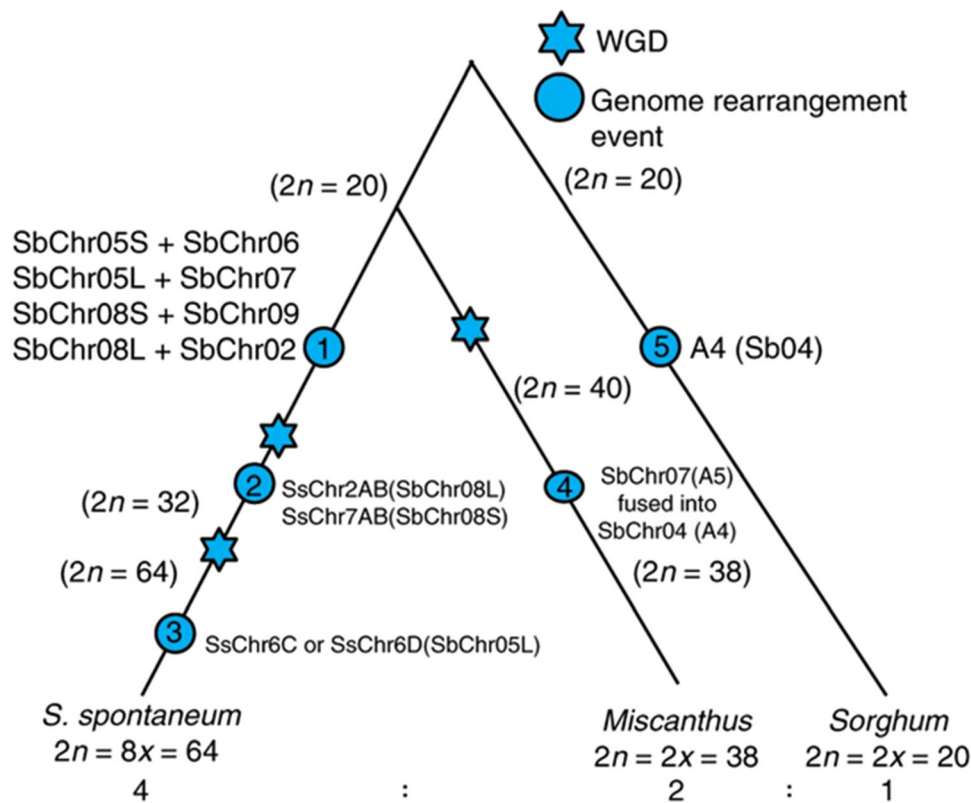 WGD
Genome rearrangement
event
(2n = 20)
(2n = 20)
SbChr05S + SbChr06
SbChr05L + SbChr07
SbChr08S + SbChr09
SbChr08L + SbChr02
1
5
A4 (Sb04)
(2n = 40)
2
SsChr2AB(SbChr08L)
SsChr7AB(SbChr08S)
4
SbChr07(A5)
fused into
SbChr04 (A4)
(2n = 32)
(2n = 64)
(2n = 38)
3
SsChr6C or SsChr6D(SbChr05L)
S. spontaneum
2n = 8x = 64
Miscanthus
2n = 2x = 38
Sorghum
2n = 2x = 20
4 : 2 : 1